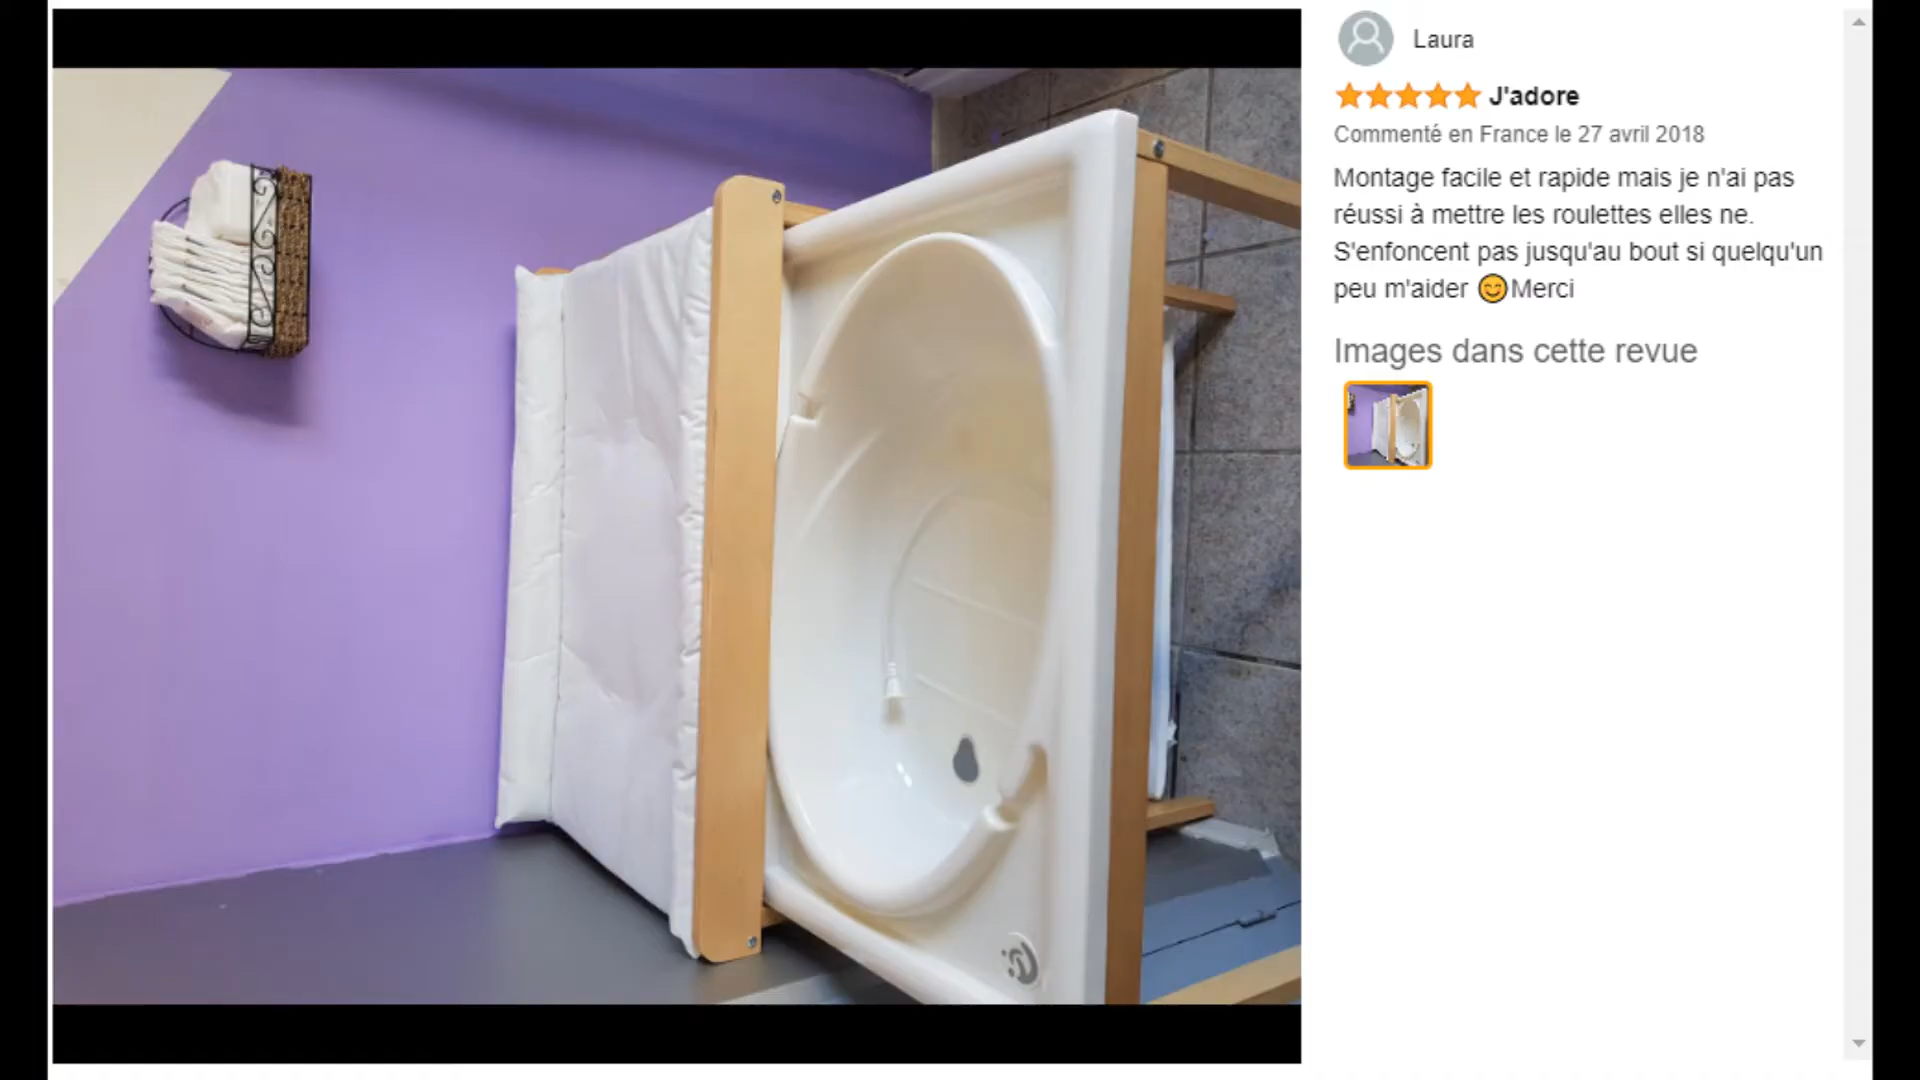 Laura
J'adore
Commenté en France le 27 avril 2018
Montage facile et rapide mais je n'ai pas
réussi à mettre les roulettes elles ne.
S'enfoncent pas jusqu'au bout si quelqu'un
peu m'aider 😊Merci
Images dans cette revue